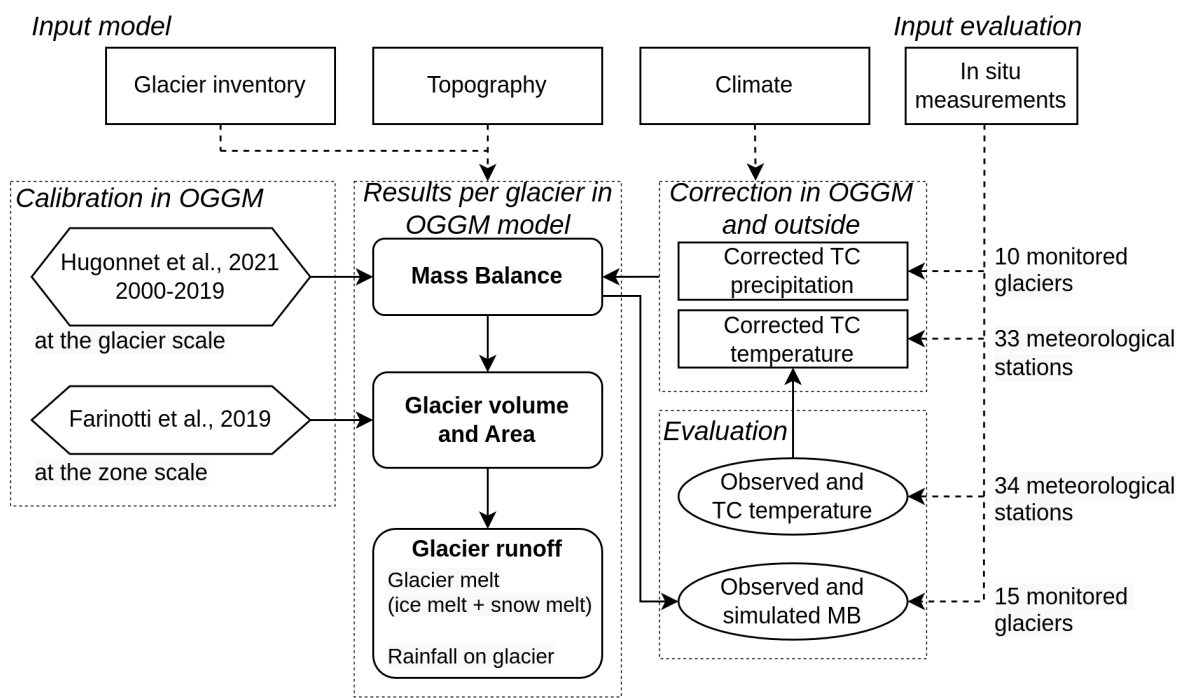 Input model
Input evaluation
Glacier inventory
Topography
Climate
In situ
measurements
Calibration in OGGM
Hugonnet et al., 2021
2000-2019
at the glacier scale
Farinotti et al., 2019
at the zone scale
Results per glacier in
OGGM model
Mass Balance
Glacier volume
and Area
Glacier runoff
Glacier melt
(ice melt + snow melt)
Rainfall on glacier
Correction in OGGM
and outside
Corrected TC
precipitation
Corrected TC
temperature
Evaluation
Observed and
TC temperature
Observed and
simulated MB
10 monitored
glaciers
33 meteorological
stations
34 meteorological
stations
15 monitored
glaciers